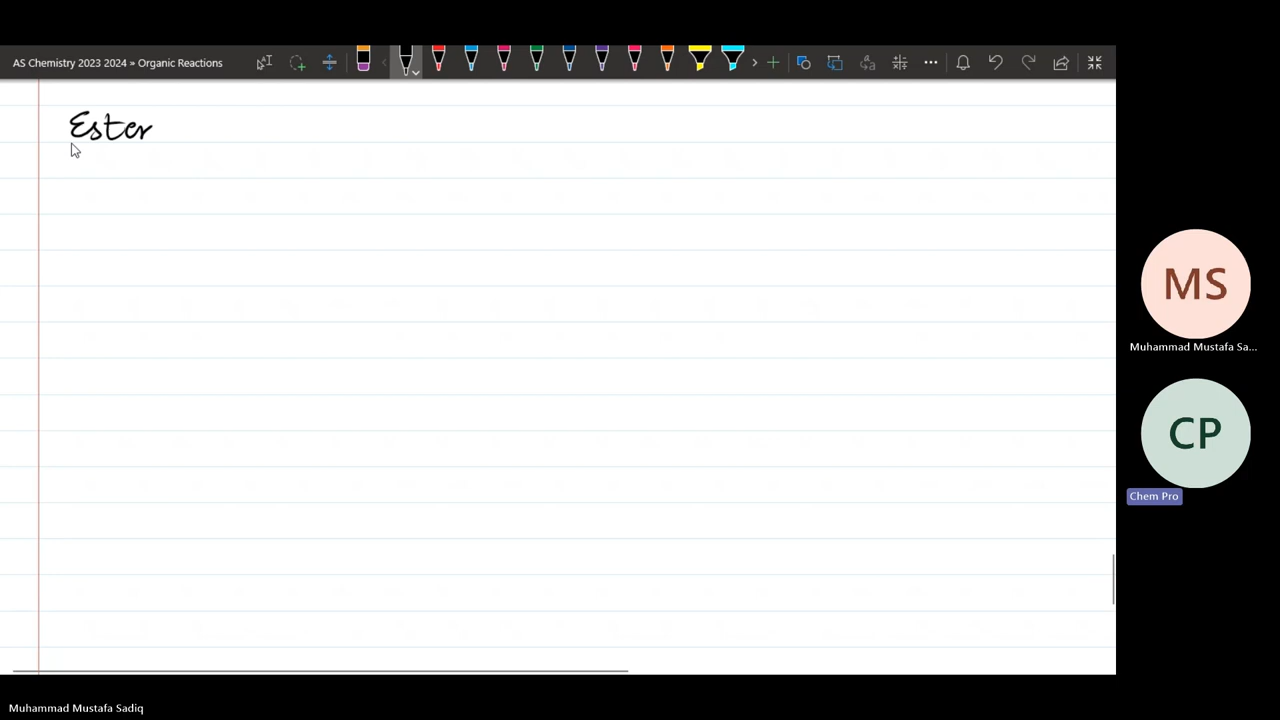 AS Chemistry 2023 2024 » Organic Reactions
Ester
MS
Muhammad Mustafa Sa...
CP
Chem Pro
Muhammad Mustafa Sadiq